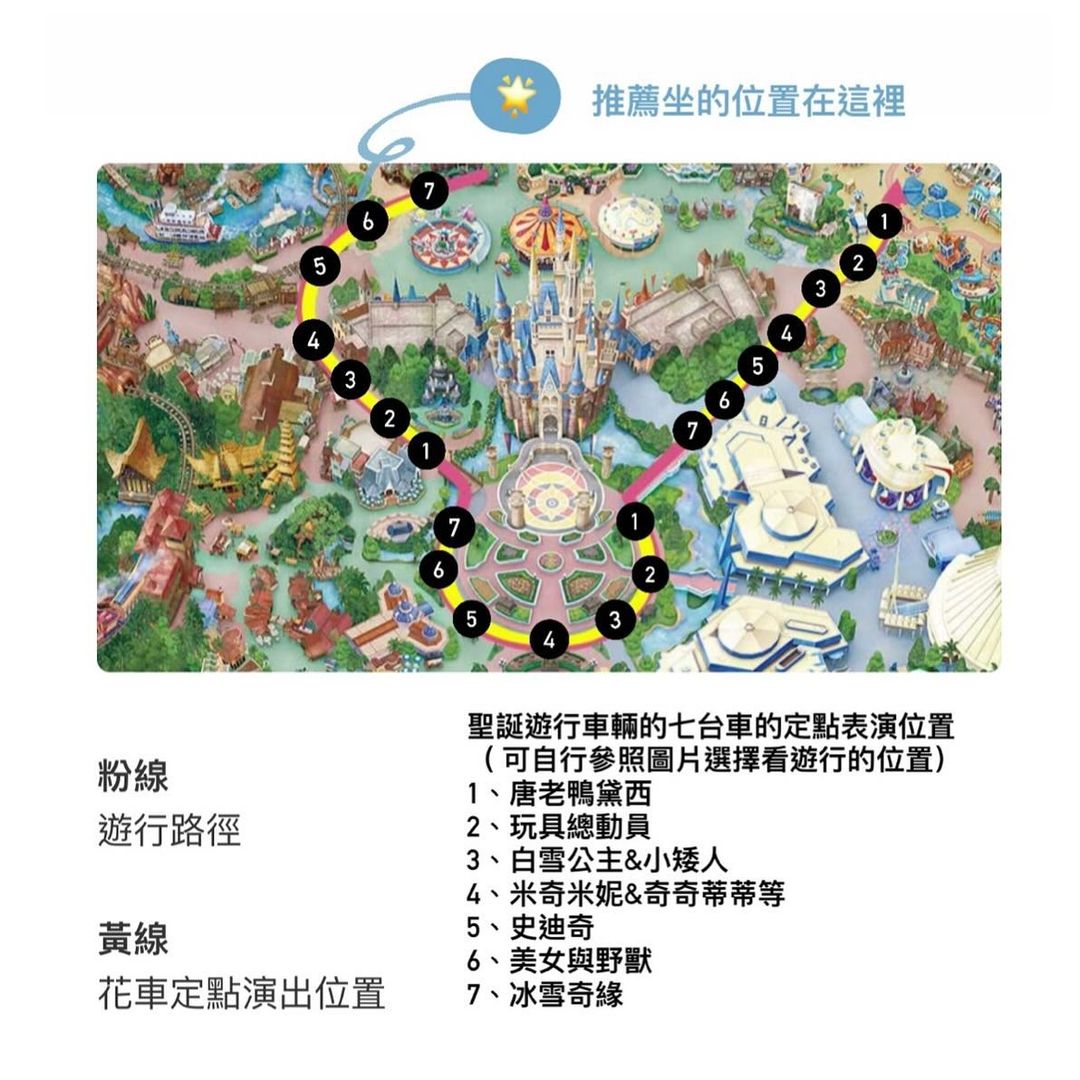 推薦坐的位置在這裡
7
6
5
4
3
2
1
1
2
3
4
5
6
7
7
6
5
4
3
2
1
粉線
遊行路徑
黃線
花車定點演出位置
聖誕遊行車輛的七台車的定點表演位置
（可自行參照圖片選擇看遊行的位置）
1、唐老鴨黛西
2、玩具總動員
3、白雪公主&小矮人
4、米奇米妮&奇奇蒂蒂等
5、史迪奇
6、美女與野獸
7、冰雪奇緣